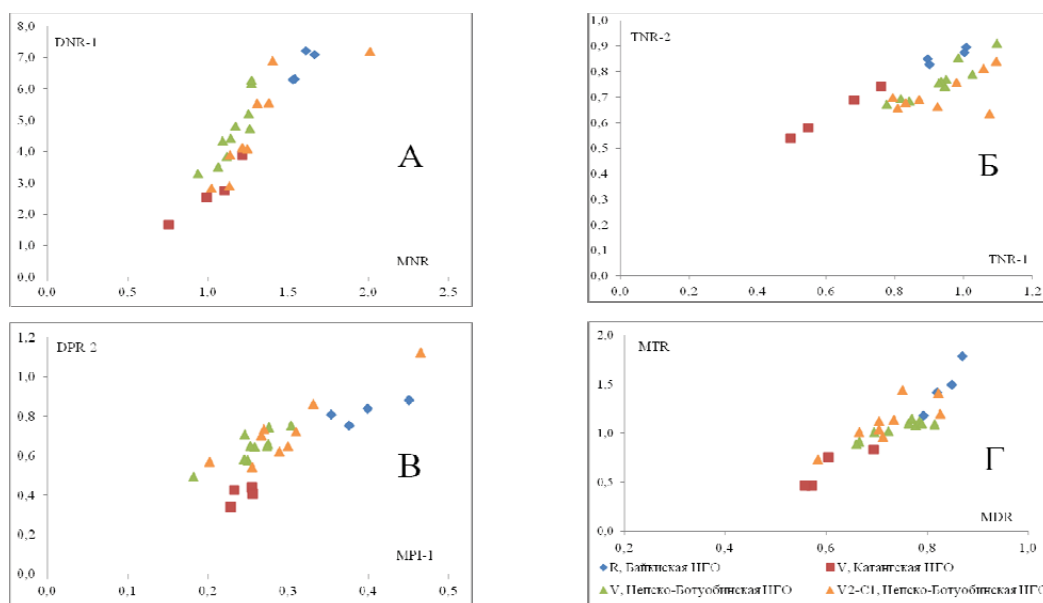 DNR-1
8,0
7,0
6,0
5,0
4,0
3,0
2,0
1,0
0,0
А
MNR
0,0 0,5 1,0 1,5 2,0 2,5
TNR-2
1,0
0,9
0,8
0,7
0,6
0,5
0,4
0,3
0,2
0,1
0,0
Б
TNR-1
0,0 0,2 0,4 0,6 0,8 1,0 1,2
DPR-2
1,2
1,0
0,8
0,6
0,4
0,2
0,0
В
MPI-1
0,0 0,1 0,2 0,3 0,4 0,5
MTR
2,0
1,5
1,0
0,5
0,0
Г
MDR
0,2 0,4 0,6 0,8 1,0
R, Байкитская НГО V, Катангская НГО
V, Непско-Ботуобинская НГО V2-C1, Непско-Ботуобинская НГО